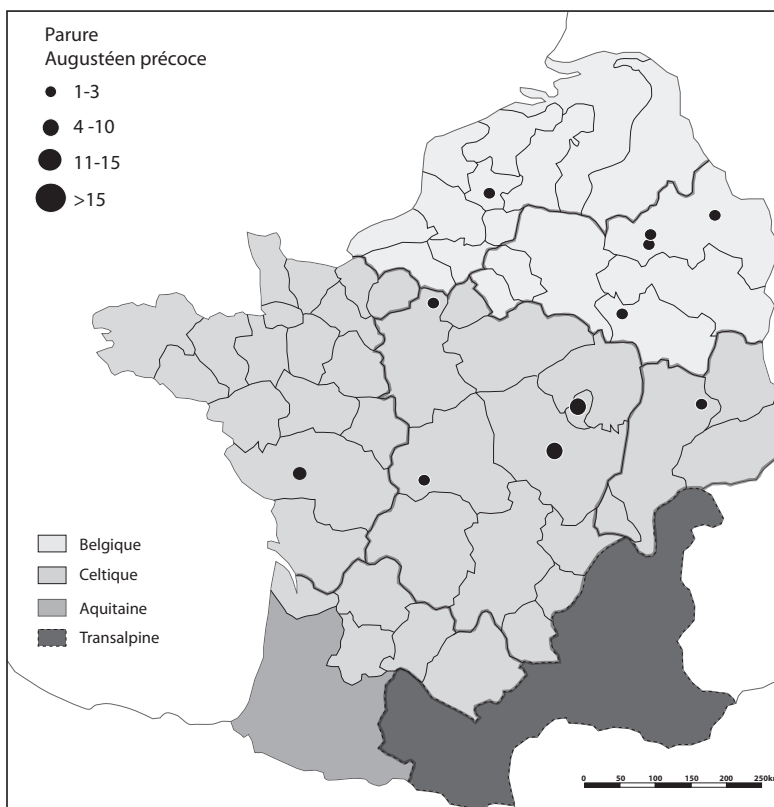 Parure
Augustéen précoce
1-3
4 -10
11-15
>15
Belgique
Celtique
Aquitaine
Transalpine
0 50 100 150 200 250km